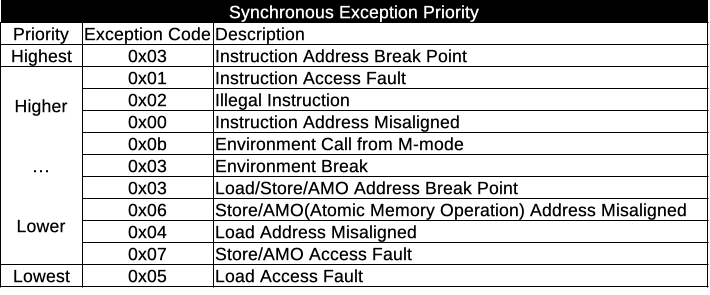 Synchronous Exception Priority
Priority Exception Code Description
Highest 0x03 Instruction Address Break Point
0x01 Instruction Access Fault
Higher 0x02 Illegal Instruction
0x00 Instruction Address Misaligned
0x0b Environment Call from M-mode
... 0x03 Environment Break
0x03 Load/Store/AMO Address Break Point
Lower 0x06 Store/AMO(Atomic Memory Operation) Address Misaligned
0x04 Load Address Misaligned
0x07 Store/AMO Access Fault
Lowest 0x05 Load Access Fault